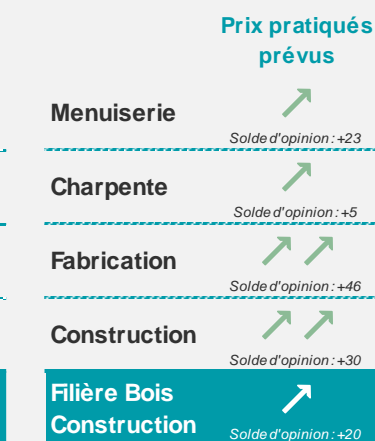 Prix pratiqués
prévus
Menuiserie
Solde d'opinion : +23
Charpente
Solde d'opinion : +5
Fabrication
Solde d'opinion : +46
Construction
Solde d'opinion : +30
Filière Bois
Construction
Solde d'opinion : +20